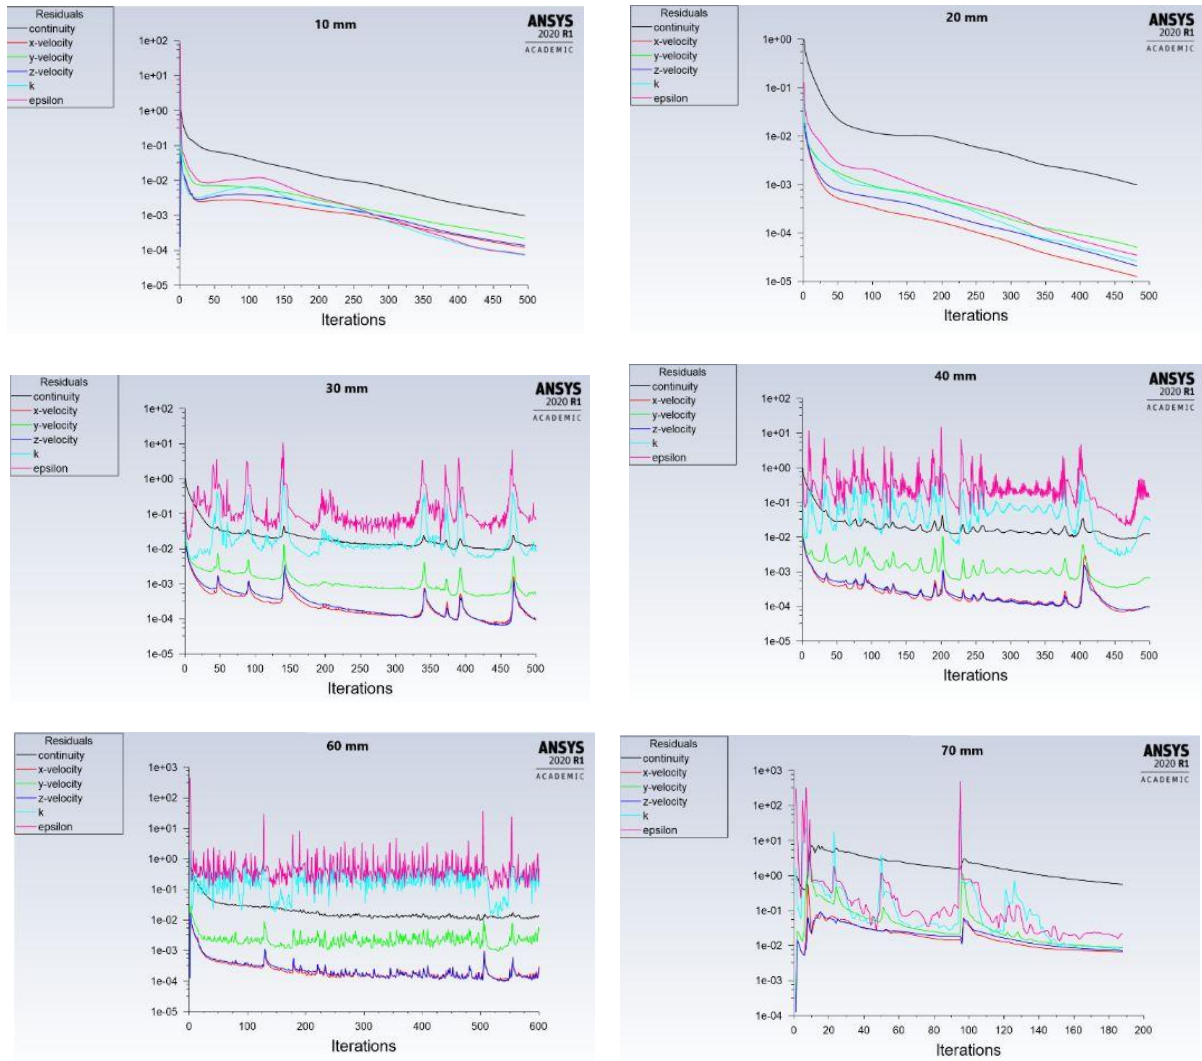 Residuals
continuity
x-velocity
y-velocity
z-velocity
k
epsilon
10 mm
ANSYS
2020 R1
ACADEMIC
1e+02
1e+01
1e+00
1e-01
1e-02
1e-03
1e-04
1e-05
0 50 100 150 200 250 300 350 400 450 500
Iterations
Residuals
continuity
x-velocity
y-velocity
z-velocity
k
epsilon
20 mm
ANSYS
2020 R1
ACADEMIC
1e+00
1e-01
1e-02
1e-03
1e-04
1e-05
0 50 100 150 200 250 300 350 400 450 500
Iterations
Residuals
continuity
x-velocity
y-velocity
z-velocity
k
epsilon
30 mm
ANSYS
2020 R1
ACADEMIC
1e+02
1e+01
1e+00
1e-01
1e-02
1e-03
1e-04
1e-05
0 50 100 150 200 250 300 350 400 450 500
Iterations
Residuals
continuity
x-velocity
y-velocity
z-velocity
k
epsilon
40 mm
ANSYS
2020 R1
ACADEMIC
1e+02
1e+01
1e+00
1e-01
1e-02
1e-03
1e-04
1e-05
0 50 100 150 200 250 300 350 400 450 500
Iterations
Residuals
continuity
x-velocity
y-velocity
z-velocity
k
epsilon
60 mm
ANSYS
2020 R1
ACADEMIC
1e+03
1e+02
1e+01
1e+00
1e-01
1e-02
1e-03
1e-04
1e-05
0 100 200 300 400 500 600
Iterations
Residuals
continuity
x-velocity
y-velocity
z-velocity
k
epsilon
70 mm
ANSYS
2020 R1
ACADEMIC
1e+03
1e+02
1e+01
1e+00
1e-01
1e-02
1e-03
1e-04
0 20 40 60 80 100 120 140 160 180 200
Iterations